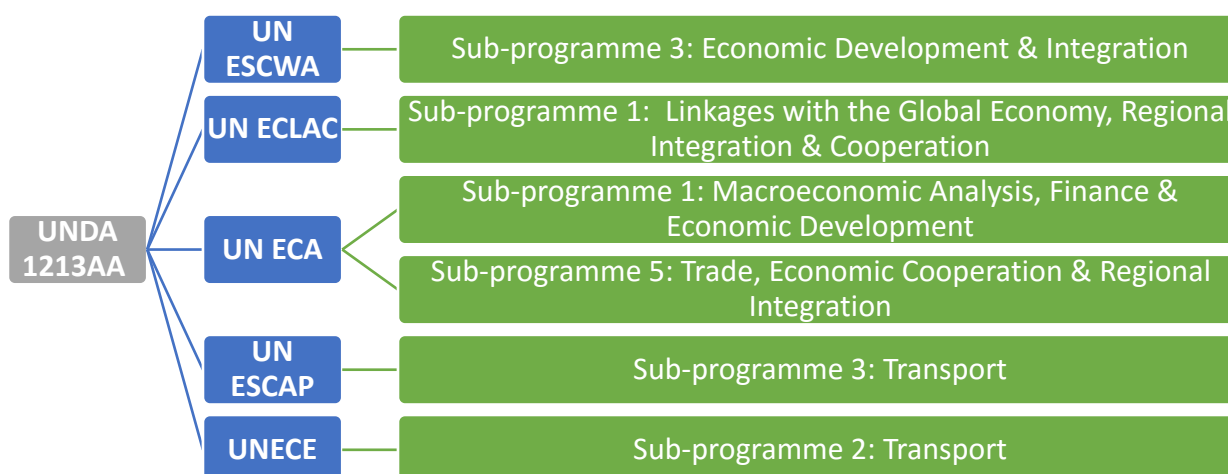 UN
ESCWA
Sub-programme 3: Economic Development & Integration
UN ECLAC
Sub-programme 1:  Linkages with the Global Economy, Regional
Integration & Cooperation
UNDA
1213AA
UN ECA
Sub-programme 1: Macroeconomic Analysis, Finance &
Economic Development
Sub-programme 5: Trade, Economic Cooperation & Regional
Integration
UN
ESCAP
Sub-programme 3: Transport
UNECE
Sub-programme 2: Transport